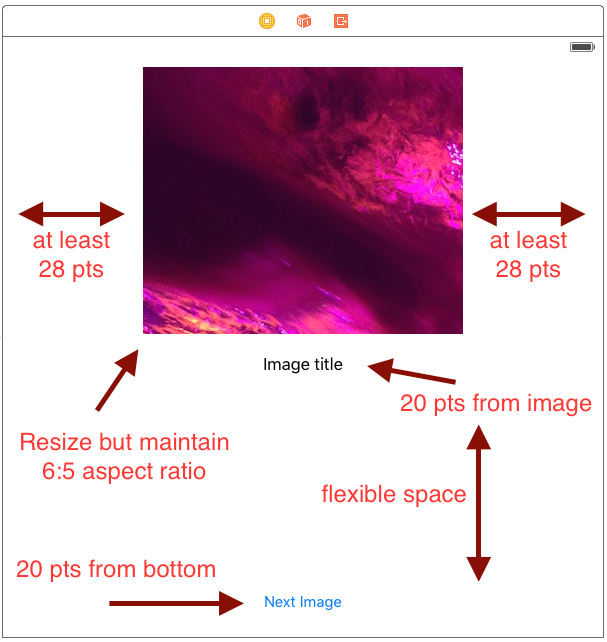 at least
28 pts
at least
28 pts
Image title
20 pts from image
Resize but maintain
6:5 aspect ratio
flexible space
20 pts from bottom
Next Image